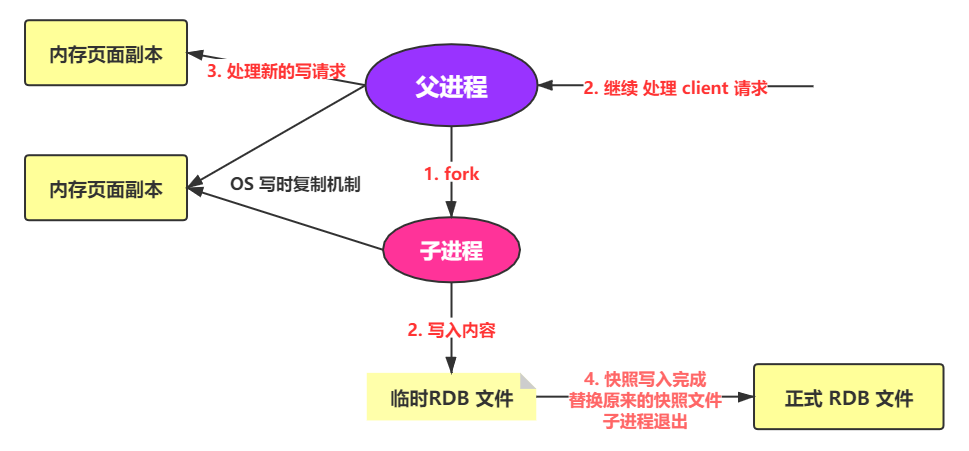 内存页面副本
3. 处理新的写请求
父进程
2. 继续 处理 client 请求
内存页面副本
OS 写时复制机制
1. fork
子进程
2. 写入内容
临时RDB 文件
4. 快照写入完成
替换原来的快照文件
子进程退出
正式 RDB 文件